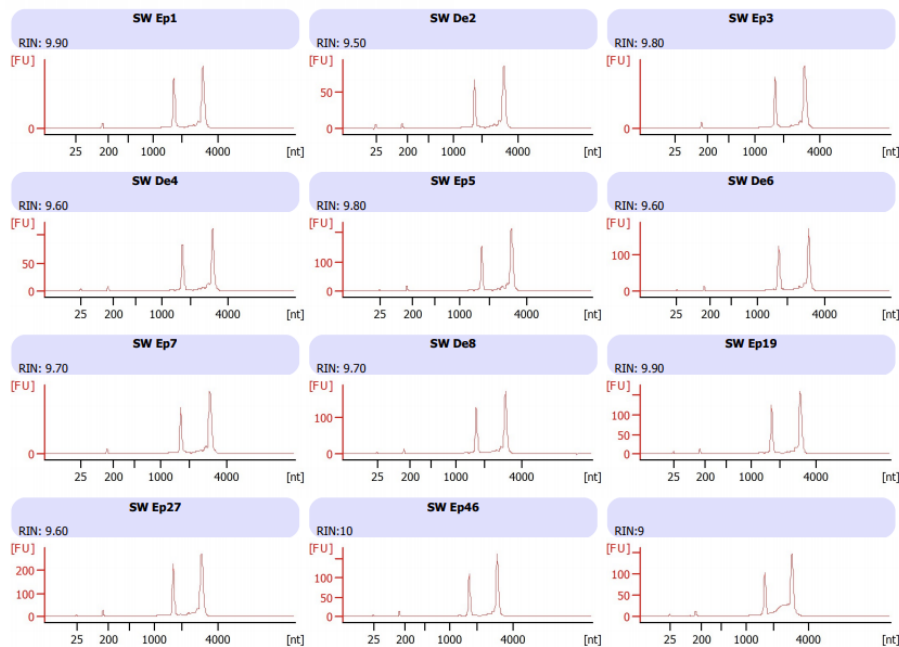 SW Ep1 SW De2 SW Ep3
RIN: 9.90 RIN: 9.50 RIN: 9.80
[FU] [FU] [FU]
50
0 0 0
25 200 1000 4000 [nt] 25 200 1000 4000 [nt] 25 200 1000 4000 [nt]
SW De4 SW Ep5 SW De6
RIN: 9.60 RIN: 9.80 RIN: 9.60
[FU] [FU] [FU]
50 100 100
0 0 0
25 200 1000 4000 [nt] 25 200 1000 4000 [nt] 25 200 1000 4000 [nt]
SW Ep7 SW De8 SW Ep19
RIN: 9.70 RIN: 9.70 RIN: 9.90
[FU] [FU] [FU]
100 100
50
0 0 0
25 200 1000 4000 [nt] 25 200 1000 4000 [nt] 25 200 1000 4000 [nt]
SW Ep27 SW Ep46
RIN: 9.60 RIN:10 RIN:9
[FU] [FU] [FU]
200 100 100
100 50 50
0 0 0
25 200 1000 4000 [nt] 25 200 1000 4000 [nt] 25 200 1000 4000 [nt]